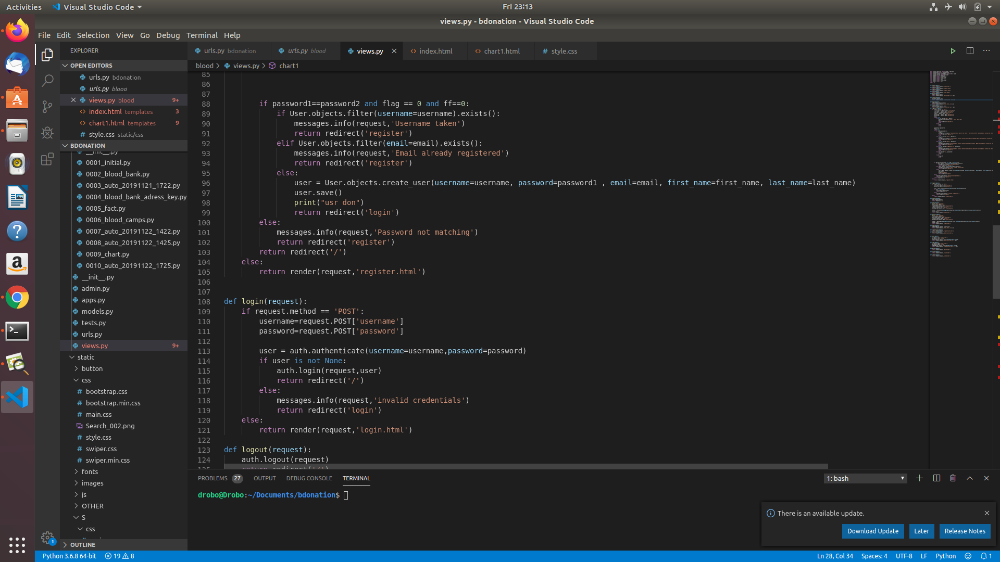 Activities
Visual Studio Code
Fri 23:13
views.py - bdonation - Visual Studio Code
File Edit Selection View Go Debug Terminal Help
EXPLORER
OPEN EDITORS
urls.py bdonation
urls.py blood
views.py blood 9+
index.html templates 3
chart1.html templates 9
style.css static/css
BDONATION
__init__.py
0001_initial.py
0002_blood_bank.py
0003_auto_20191121_1722.py
0004_blood_bank_adress_key.py
0005_fact.py
0006_blood_camps.py
0007_auto_20191122_1422.py
0008_auto_20191122_1425.py
0009_chart.py
0010_auto_20191122_1725.py
__init__.py
admin.py
apps.py
models.py
tests.py
urls.py
views.py 9+
static
button
css
bootstrap.css
bootstrap.min.css
main.css
Search_002.png
style.css
swiper.css
swiper.min.css
fonts
images
js
OTHER
S
css
OUTLINE
urls.py bdonation
urls.py blood
views.py
index.html
chart1.html
style.css
blood > views.py > chart1
85
86
87
88 if password1==password2 and flag == 0 and ff==0:
89 if User.objects.filter(username=username).exists():
90 messages.info(request,'Username taken')
91 return redirect('register')
92 elif User.objects.filter(email=email).exists():
93 messages.info(request,'Email already registered')
94 return redirect('register')
95 else:
96 user = User.objects.create_user(username=username, password=password1 , email=email, first_name=first_name, last_name=last_name)
97 user.save()
98 print("usr don")
99 return redirect('login')
100 else:
101 messages.info(request,'Password not matching')
102 return redirect('register')
103 return redirect('/')
104 else:
105 return render(request,'register.html')
106
107
108 def login(request):
109 if request.method == 'POST':
110 username=request.POST['username']
111 password=request.POST['password']
112
113 user = auth.authenticate(username=username,password=password)
114 if user is not None:
115 auth.login(request,user)
116 return redirect('/')
117 else:
118 messages.info(request,'invalid credentials')
119 return redirect('login')
120 else:
121 return render(request,'login.html')
122
123 def logout(request):
124 auth.logout(request)
125 return redirect('/')
PROBLEMS 27 OUTPUT DEBUG CONSOLE TERMINAL
1: bash
drobo@Drobo:~/Documents/bdonation$
There is an available update.
Download Update
Later
Release Notes
1
Python 3.6.8 64-bit
19 8
Ln 28, Col 34
Spaces: 4
UTF-8
LF
Python
1